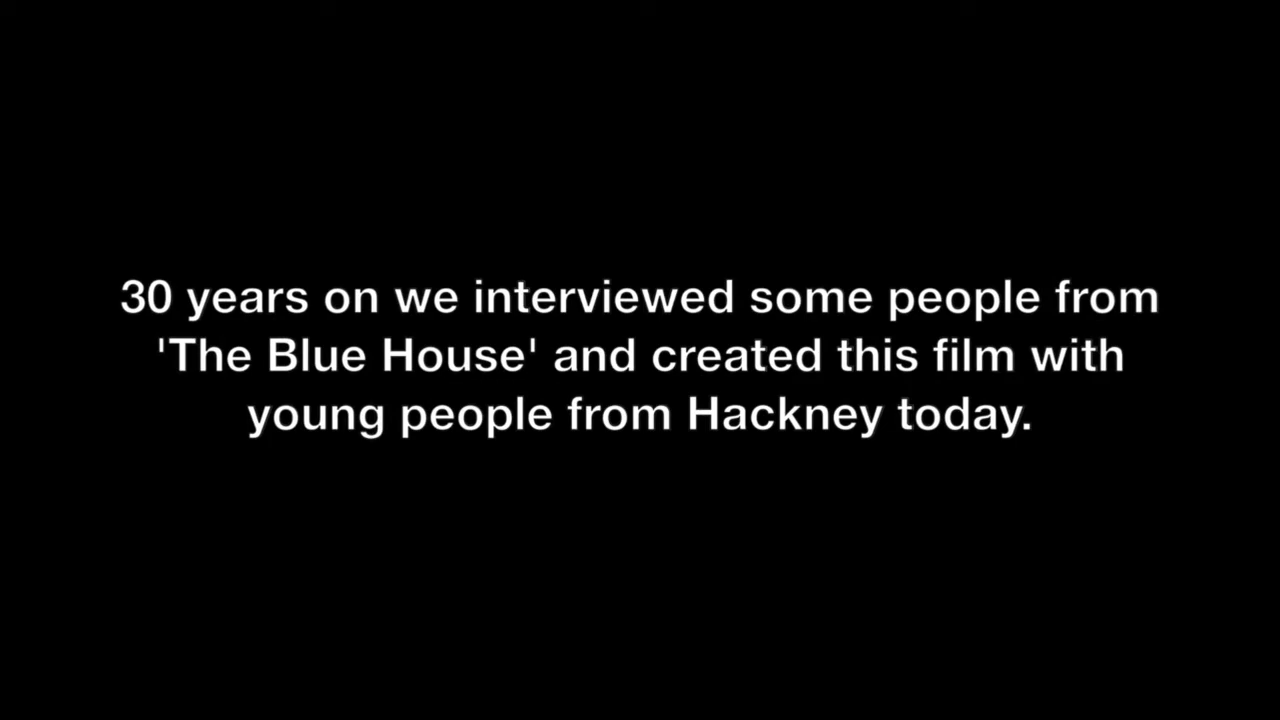 30 years on we interviewed some people from
'The Blue House' and created this film with
young people from Hackney today.